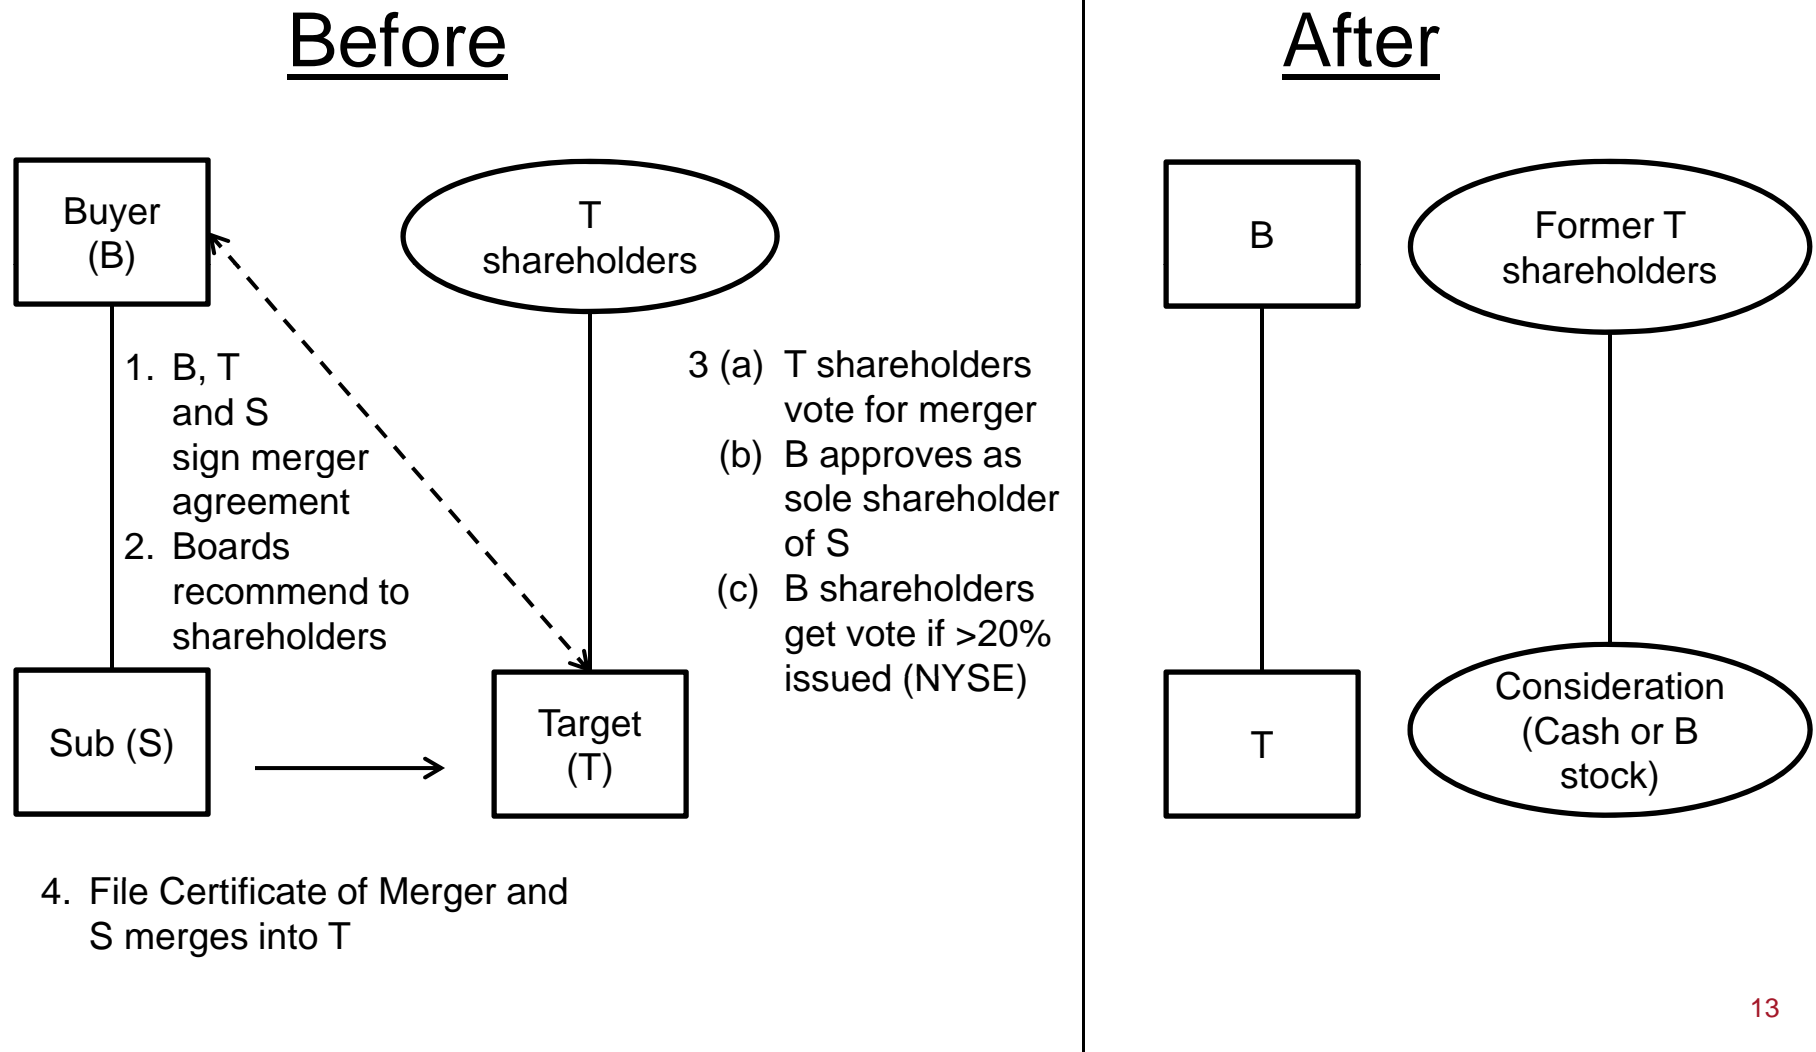 Before
Buyer
(B)
T
shareholders
1. B, T
and S
sign merger
agreement
2. Boards
recommend to
shareholders
3 (a) T shareholders
vote for merger
(b) B approves as
sole shareholder
of S
(c) B shareholders
get vote if >20%
issued (NYSE)
Sub (S)
Target
(T)
4. File Certificate of Merger and
S merges into T
After
B
Former T
shareholders
T
Consideration
(Cash or B
stock)
13